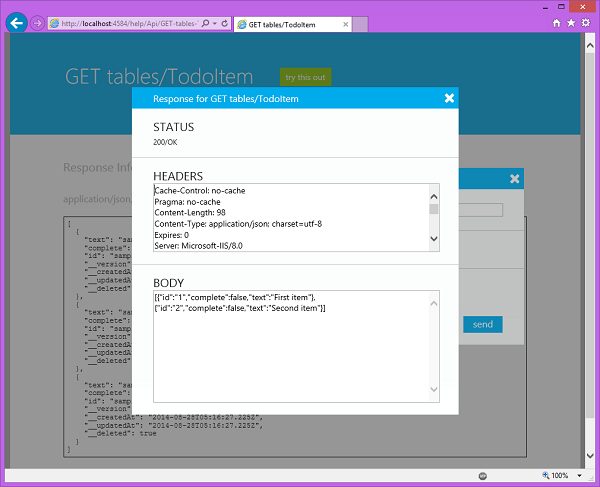 http://localhost:4584/help/Api/GET-tables-
GET tables/TodoItem
GET tables/TodoItem
try this out
Response for GET tables/TodoItem
STATUS
200/OK
Response Info
HEADERS
Cache-Control: no-cache
Pragma: no-cache
Content-Length: 98
Content-Type: application/json; charset=utf-8
Expires: 0
Server: Microsoft-IIS/8.0
application/json,
BODY
[{"id":"1","complete":false,"text":"First item"},
{"id":"2","complete":false,"text":"Second item"}]
send
[
{
"text": "sam
"complete":
"id": "samp
"__version"
"__createdA
"__updatedA
"__deleted"
},
{
"text": "sam
"complete":
"id": "samp
"__version"
"__createdA
"__updatedA
"__deleted"
},
{
"text": "sam
"complete":
"id": "samp
"__version"
"__createdAt": "2014-08-28T05:16:27.225Z",
"__updatedAt": "2014-08-28T05:16:27.225Z",
"__deleted": true
}
]
100%